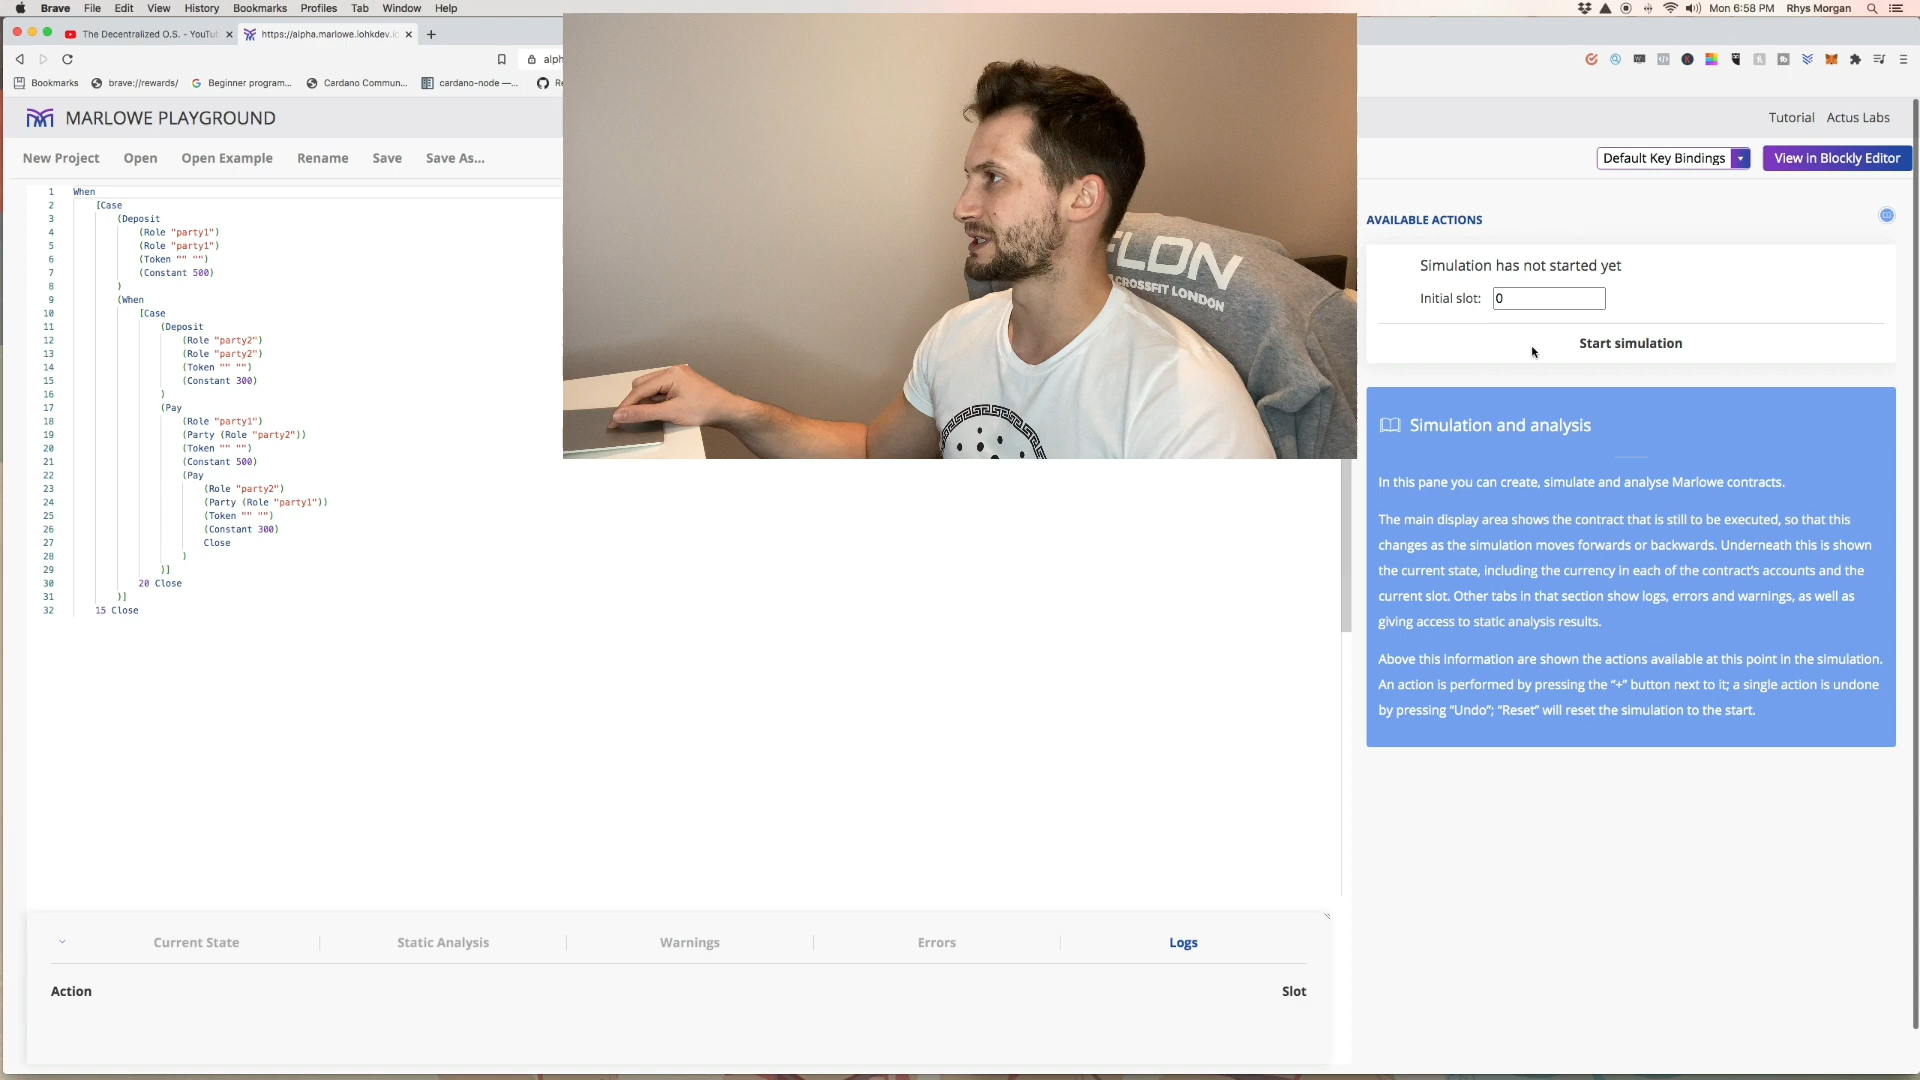 Brave File Edit View History Bookmarks Profiles Tab Window Help Mon 6:58 PM Rhys Morgan
The Decentralized O.S. - YouTu https://alpha.marlowe.iohkdev.i
alph
Bookmarks brave://rewards/ Beginner program... Cardano Commun... cardano-node —...
MARLOWE PLAYGROUND
Tutorial Actus Labs
New Project Open Open Example Rename Save Save As...
Default Key Bindings View in Blockly Editor
1 When
2 [Case
3 (Deposit
4 (Role "party1")
5 (Role "party1")
6 (Token "" "")
7 (Constant 500)
8 )
9 (When
10 [Case
11 (Deposit
12 (Role "party2")
13 (Role "party2")
14 (Token "" "")
15 (Constant 300)
16 )
17 (Pay
18 (Role "party1")
19 (Party (Role "party2"))
20 (Token "" "")
21 (Constant 500)
22 (Pay
23 (Role "party2")
24 (Party (Role "party1"))
25 (Token "" "")
26 (Constant 300)
27 Close
28 )
29 )]
30 20 Close
31 )]
32 15 Close
FLDN
CROSSFIT LONDON
AVAILABLE ACTIONS
Simulation has not started yet
Initial slot: 0
Start simulation
Simulation and analysis
In this pane you can create, simulate and analyse Marlowe contracts.
The main display area shows the contract that is still to be executed, so that this
changes as the simulation moves forwards or backwards. Underneath this is shown
the current state, including the currency in each of the contract's accounts and the
current slot. Other tabs in that section show logs, errors and warnings, as well as
giving access to static analysis results.
Above this information are shown the actions available at this point in the simulation.
An action is performed by pressing the "+" button next to it; a single action is undone
by pressing "Undo"; "Reset" will reset the simulation to the start.
Current State Static Analysis Warnings Errors Logs
Action Slot